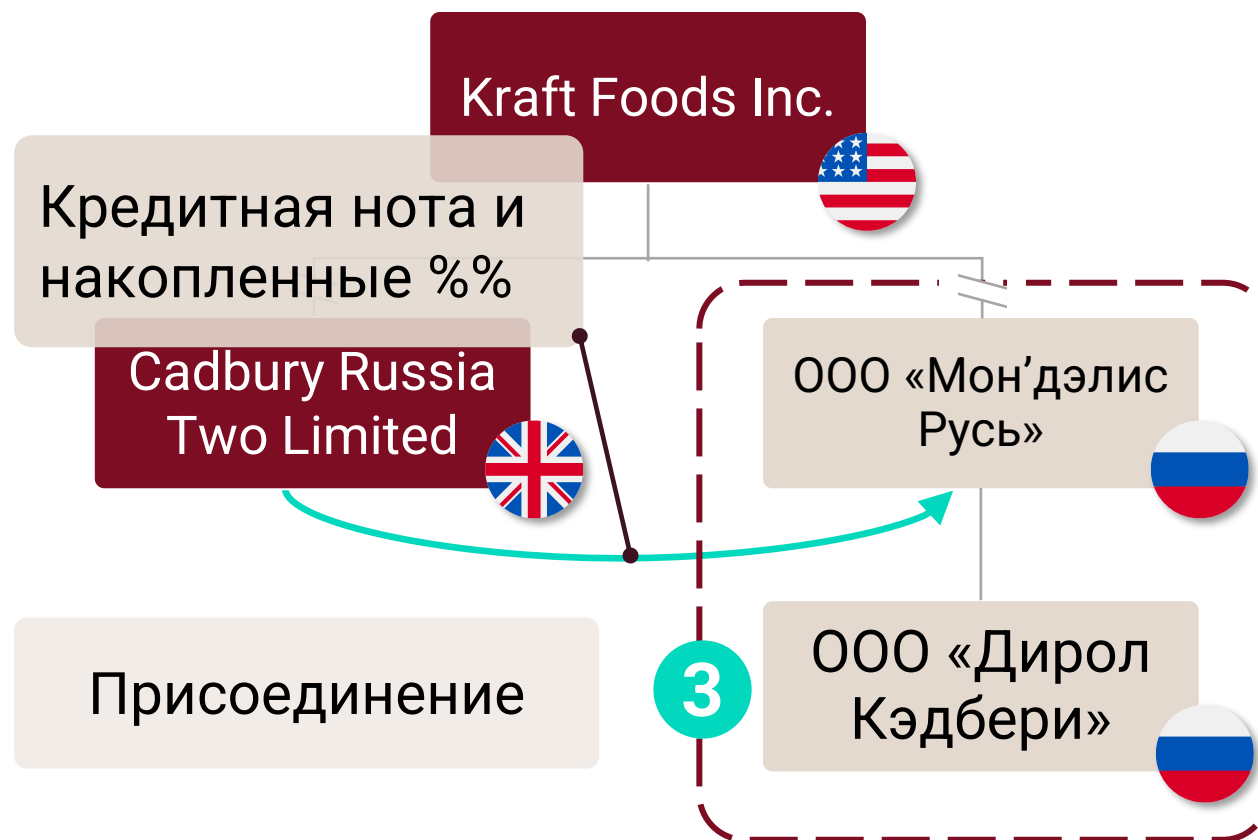 Kraft Foods Inc.
Кредитная нота и
накопленные %%
Cadbury Russia
Two Limited
ООО «Мон’дэлис
Русь»
Присоединение
3
ООО «Дирол
Кэдбери»